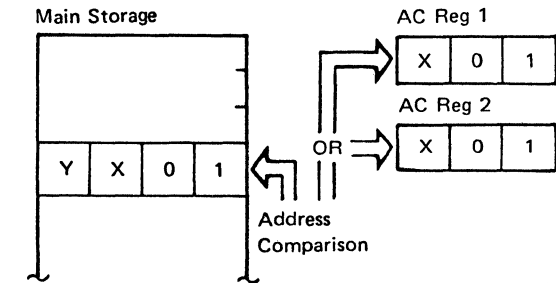 Main Storage
AC Reg 1
X 0 1
AC Reg 2
Y X 0 1
OR
X 0 1
Address
Comparison